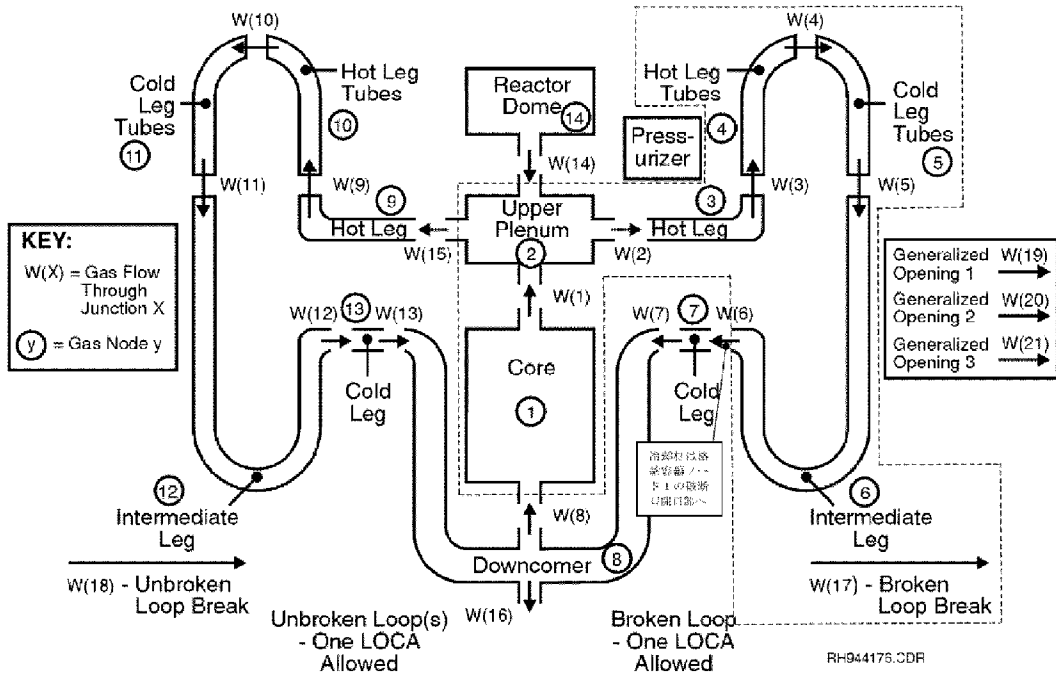 W(10)
W(4)
Cold
Leg
Tubes
11
Hot Leg
Tubes
10
Reactor
Dome
14
Hot Leg
Tubes
4
Press-
urizer
Cold
Leg
Tubes
5
W(11)
W(9)
9
W(14)
3
W(3)
W(5)
Hot Leg
W(15)
Upper
Plenum
2
W(2)
Hot Leg
KEY:
W(X) = Gas Flow
Through
Junction X
y = Gas Node y
Generalized
Opening 1
W(19)
Generalized
Opening 2
W(20)
Generalized
Opening 3
W(21)
W(1)
W(12)
13
W(13)
W(7)
7
W(6)
Cold
Leg
Core
1
Cold
Leg
12
Intermediate
Leg
W(8)
6
Intermediate
Leg
W(18) - Unbroken
Loop Break
Downcomer
8
W(17) - Broken
Loop Break
W(16)
Unbroken Loop(s)
- One LOCA
Allowed
Broken Loop
- One LOCA
Allowed
RH944176.CDR